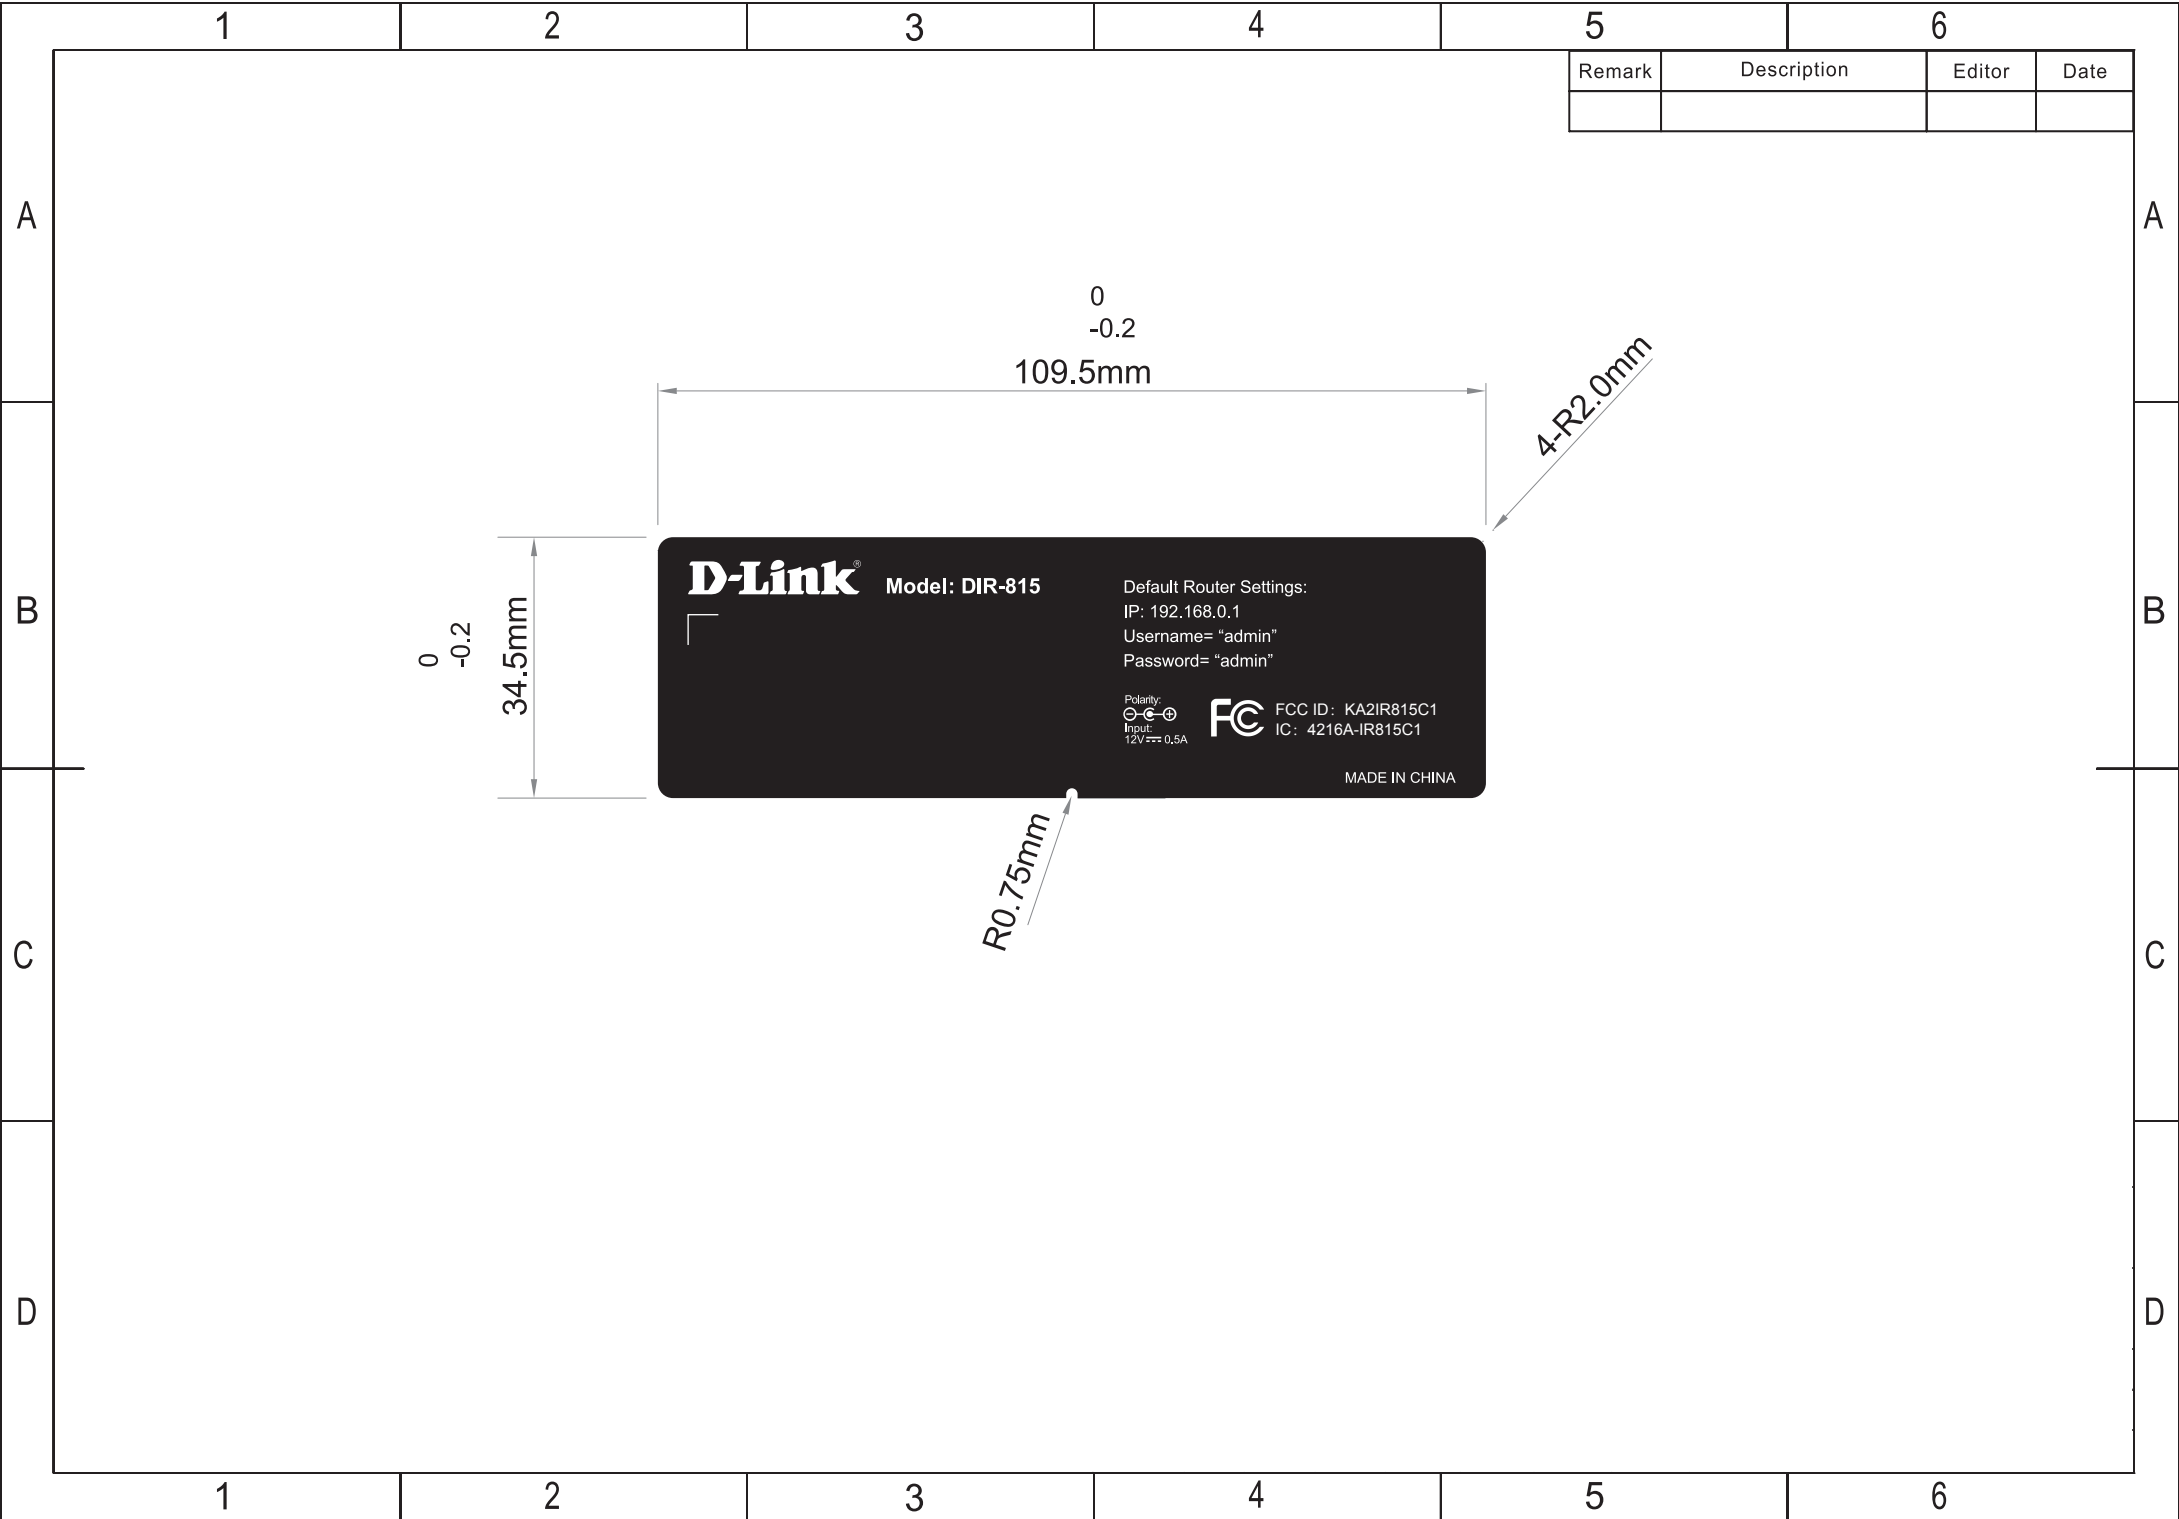 1 2 3 4 5 6
Remark Description Editor Date
A A
0
-0.2
109.5mm
4-R2.0mm
D-Link®
Model: DIR-815
Default Router Settings:
IP: 192.168.0.1
Username= “admin”
Password= “admin”
B B
0
-0.2
34.5mm
Polarity:
Input:
12V 0.5A
FC
FCC ID: KA2IR815C1
IC: 4216A-IR815C1
MADE IN CHINA
R0.75mm
C C
D D
1 2 3 4 5 6